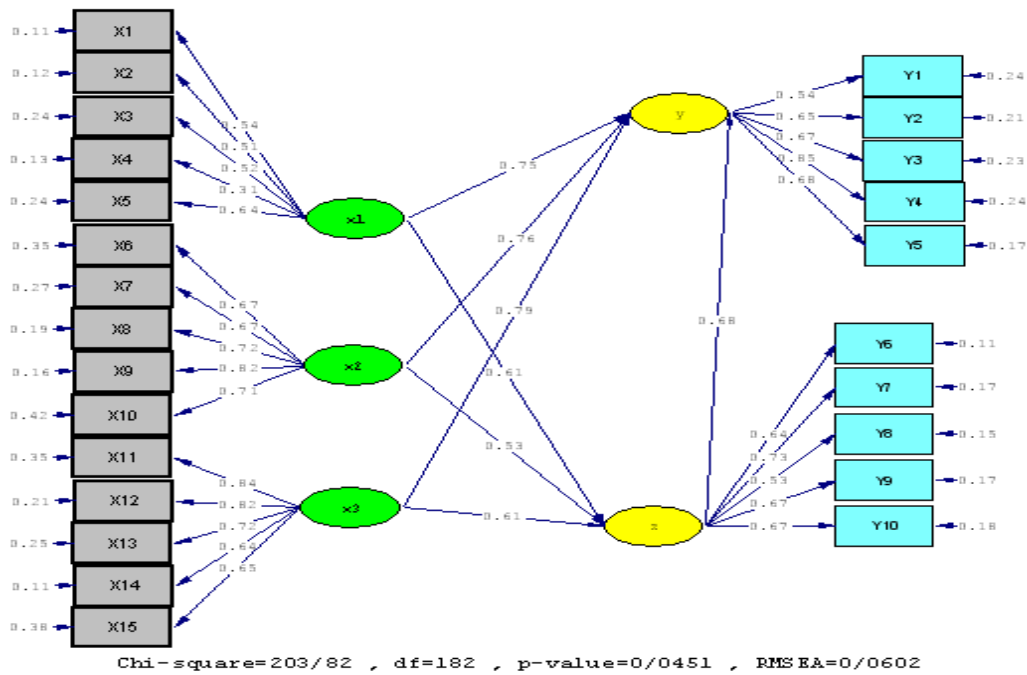 0.11 X1
0.12 X2
0.24 X3
0.13 X4
0.24 X5
0.35 X6
0.27 X7
0.19 X8
0.16 X9
0.42 X10
0.35 X11
0.21 X12
0.25 X13
0.11 X14
0.38 X15
0.54
0.51
0.52
0.31
0.64
0.67
0.67
0.72
0.82
0.71
0.84
0.82
0.72
0.64
0.65
x1
x2
x3
0.75
0.76
0.79
0.61
0.53
0.61
0.68
y
z
0.54
0.65
0.67
0.85
0.68
0.64
0.73
0.53
0.67
0.67
Y1 0.24
Y2 0.21
Y3 0.23
Y4 0.24
Y5 0.17
Y6 0.11
Y7 0.17
Y8 0.15
Y9 0.17
Y10 0.18
Chi-square=203/82 , df=182 , p-value=0/0451 , RMSEA=0/0602